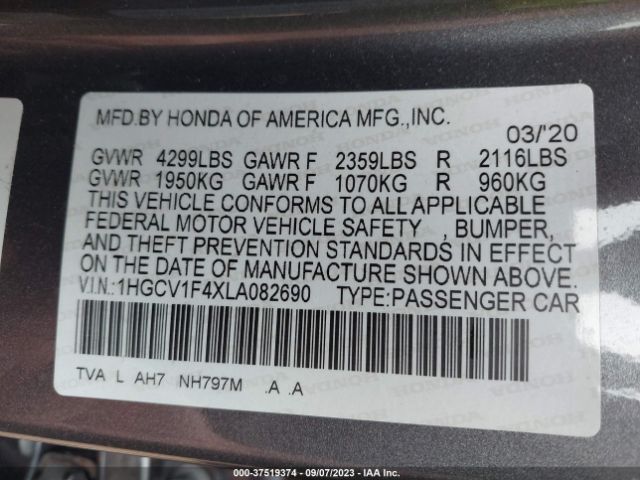 MFD.BY HONDA OF AMERICA MFG.,INC.
03/'20
GVWR 4299LBS GAWR F 2359LBS R 2116LBS
GVWR 1950KG GAWR F 1070KG R 960KG
THIS VEHICLE CONFORMS TO ALL APPLICABLE
FEDERAL MOTOR VEHICLE SAFETY , BUMPER,
AND THEFT PREVENTION STANDARDS IN EFFECT
ON THE DATE OF MANUFACTURE SHOWN ABOVE.
V.I.N.:1HGCV1F4XLA082690 TYPE:PASSENGER CAR
TVA L AH7 NH797M .A .A
000-37519374 - 09/07/2023 - IAA Inc.